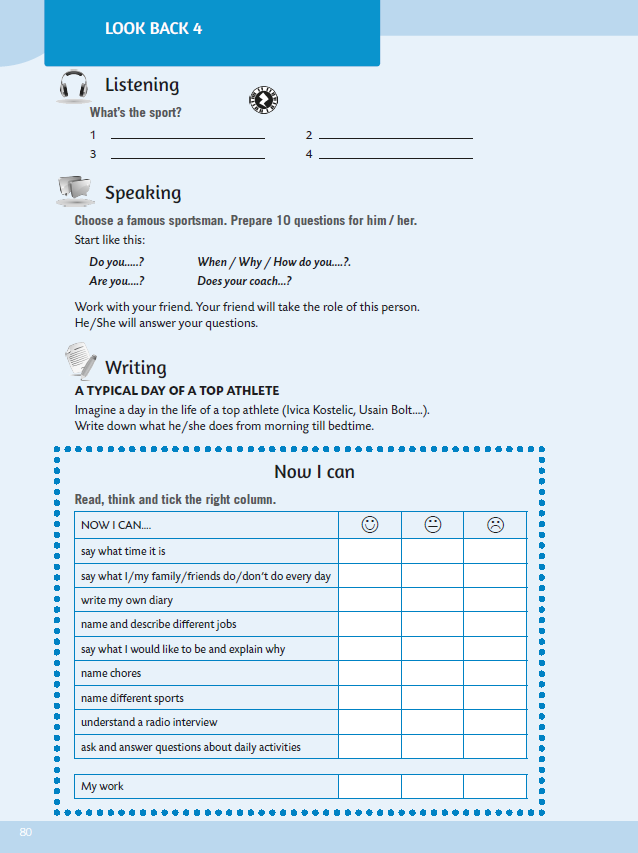 LOOK BACK 4
Listening
What's the sport?
1 2
3 4
Speaking
Choose a famous sportsman. Prepare 10 questions for him / her.
Start like this:
Do you.....? When / Why / How do you....?.
Are you....? Does your coach...?
Work with your friend. Your friend will take the role of this person.
He/She will answer your questions.
Writing
A TYPICAL DAY OF A TOP ATHLETE
Imagine a day in the life of a top athlete (Ivica Kostelic, Usain Bolt....).
Write down what he/she does from morning till bedtime.
Now I can
Read, think and tick the right column.
NOW I CAN....
say what time it is
say what I/my family/friends do/don't do every day
write my own diary
name and describe different jobs
say what I would like to be and explain why
name chores
name different sports
understand a radio interview
ask and answer questions about daily activities
My work
80